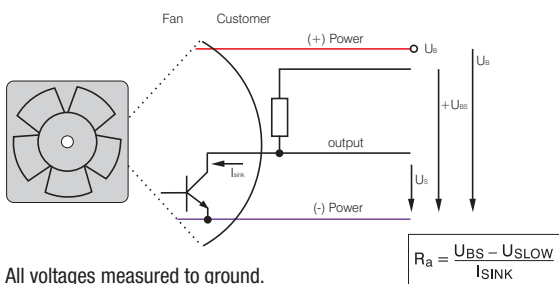 Fan Customer
(+) Power
UB
UB
+UBS
output
Isink
US
(-) Power
Ra = UBS – USLOW
ISINK
All voltages measured to ground.